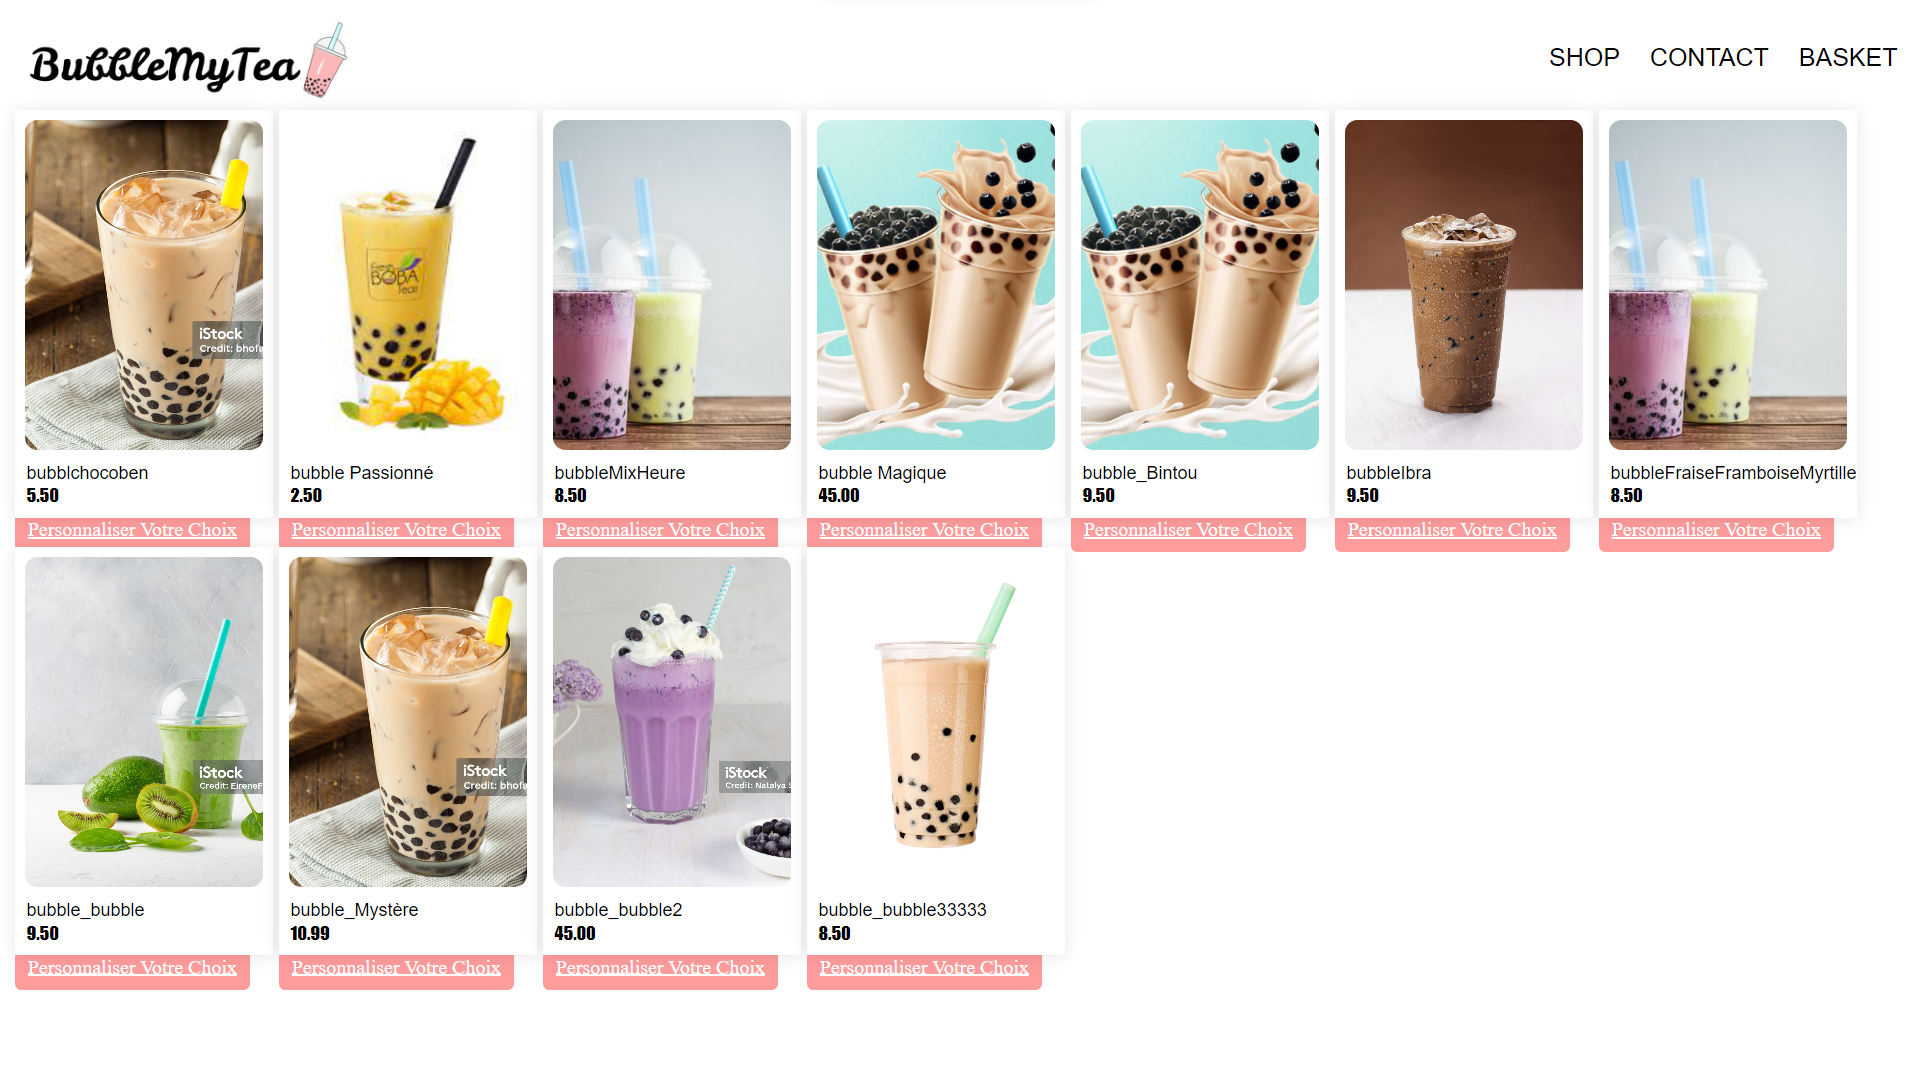 BubbleMyTea
SHOP CONTACT BASKET
iStock
Credit: bhofa
Fresh
BOBA
Teas
iStock
bubblchocoben
5.50
Personnaliser Votre Choix
bubble Passionné
2.50
Personnaliser Votre Choix
bubbleMixHeure
8.50
Personnaliser Votre Choix
bubble Magique
45.00
Personnaliser Votre Choix
bubble_Bintou
9.50
Personnaliser Votre Choix
bubbleIbra
9.50
Personnaliser Votre Choix
bubbleFraiseFramboiseMyrtille
8.50
Personnaliser Votre Choix
iStock
Credit: EireneF
bubble_bubble
9.50
Personnaliser Votre Choix
iStock
Credit: bhofa
bubble_Mystère
10.99
Personnaliser Votre Choix
iStock
Credit: Natalya S
bubble_bubble2
45.00
Personnaliser Votre Choix
bubble_bubble33333
8.50
Personnaliser Votre Choix